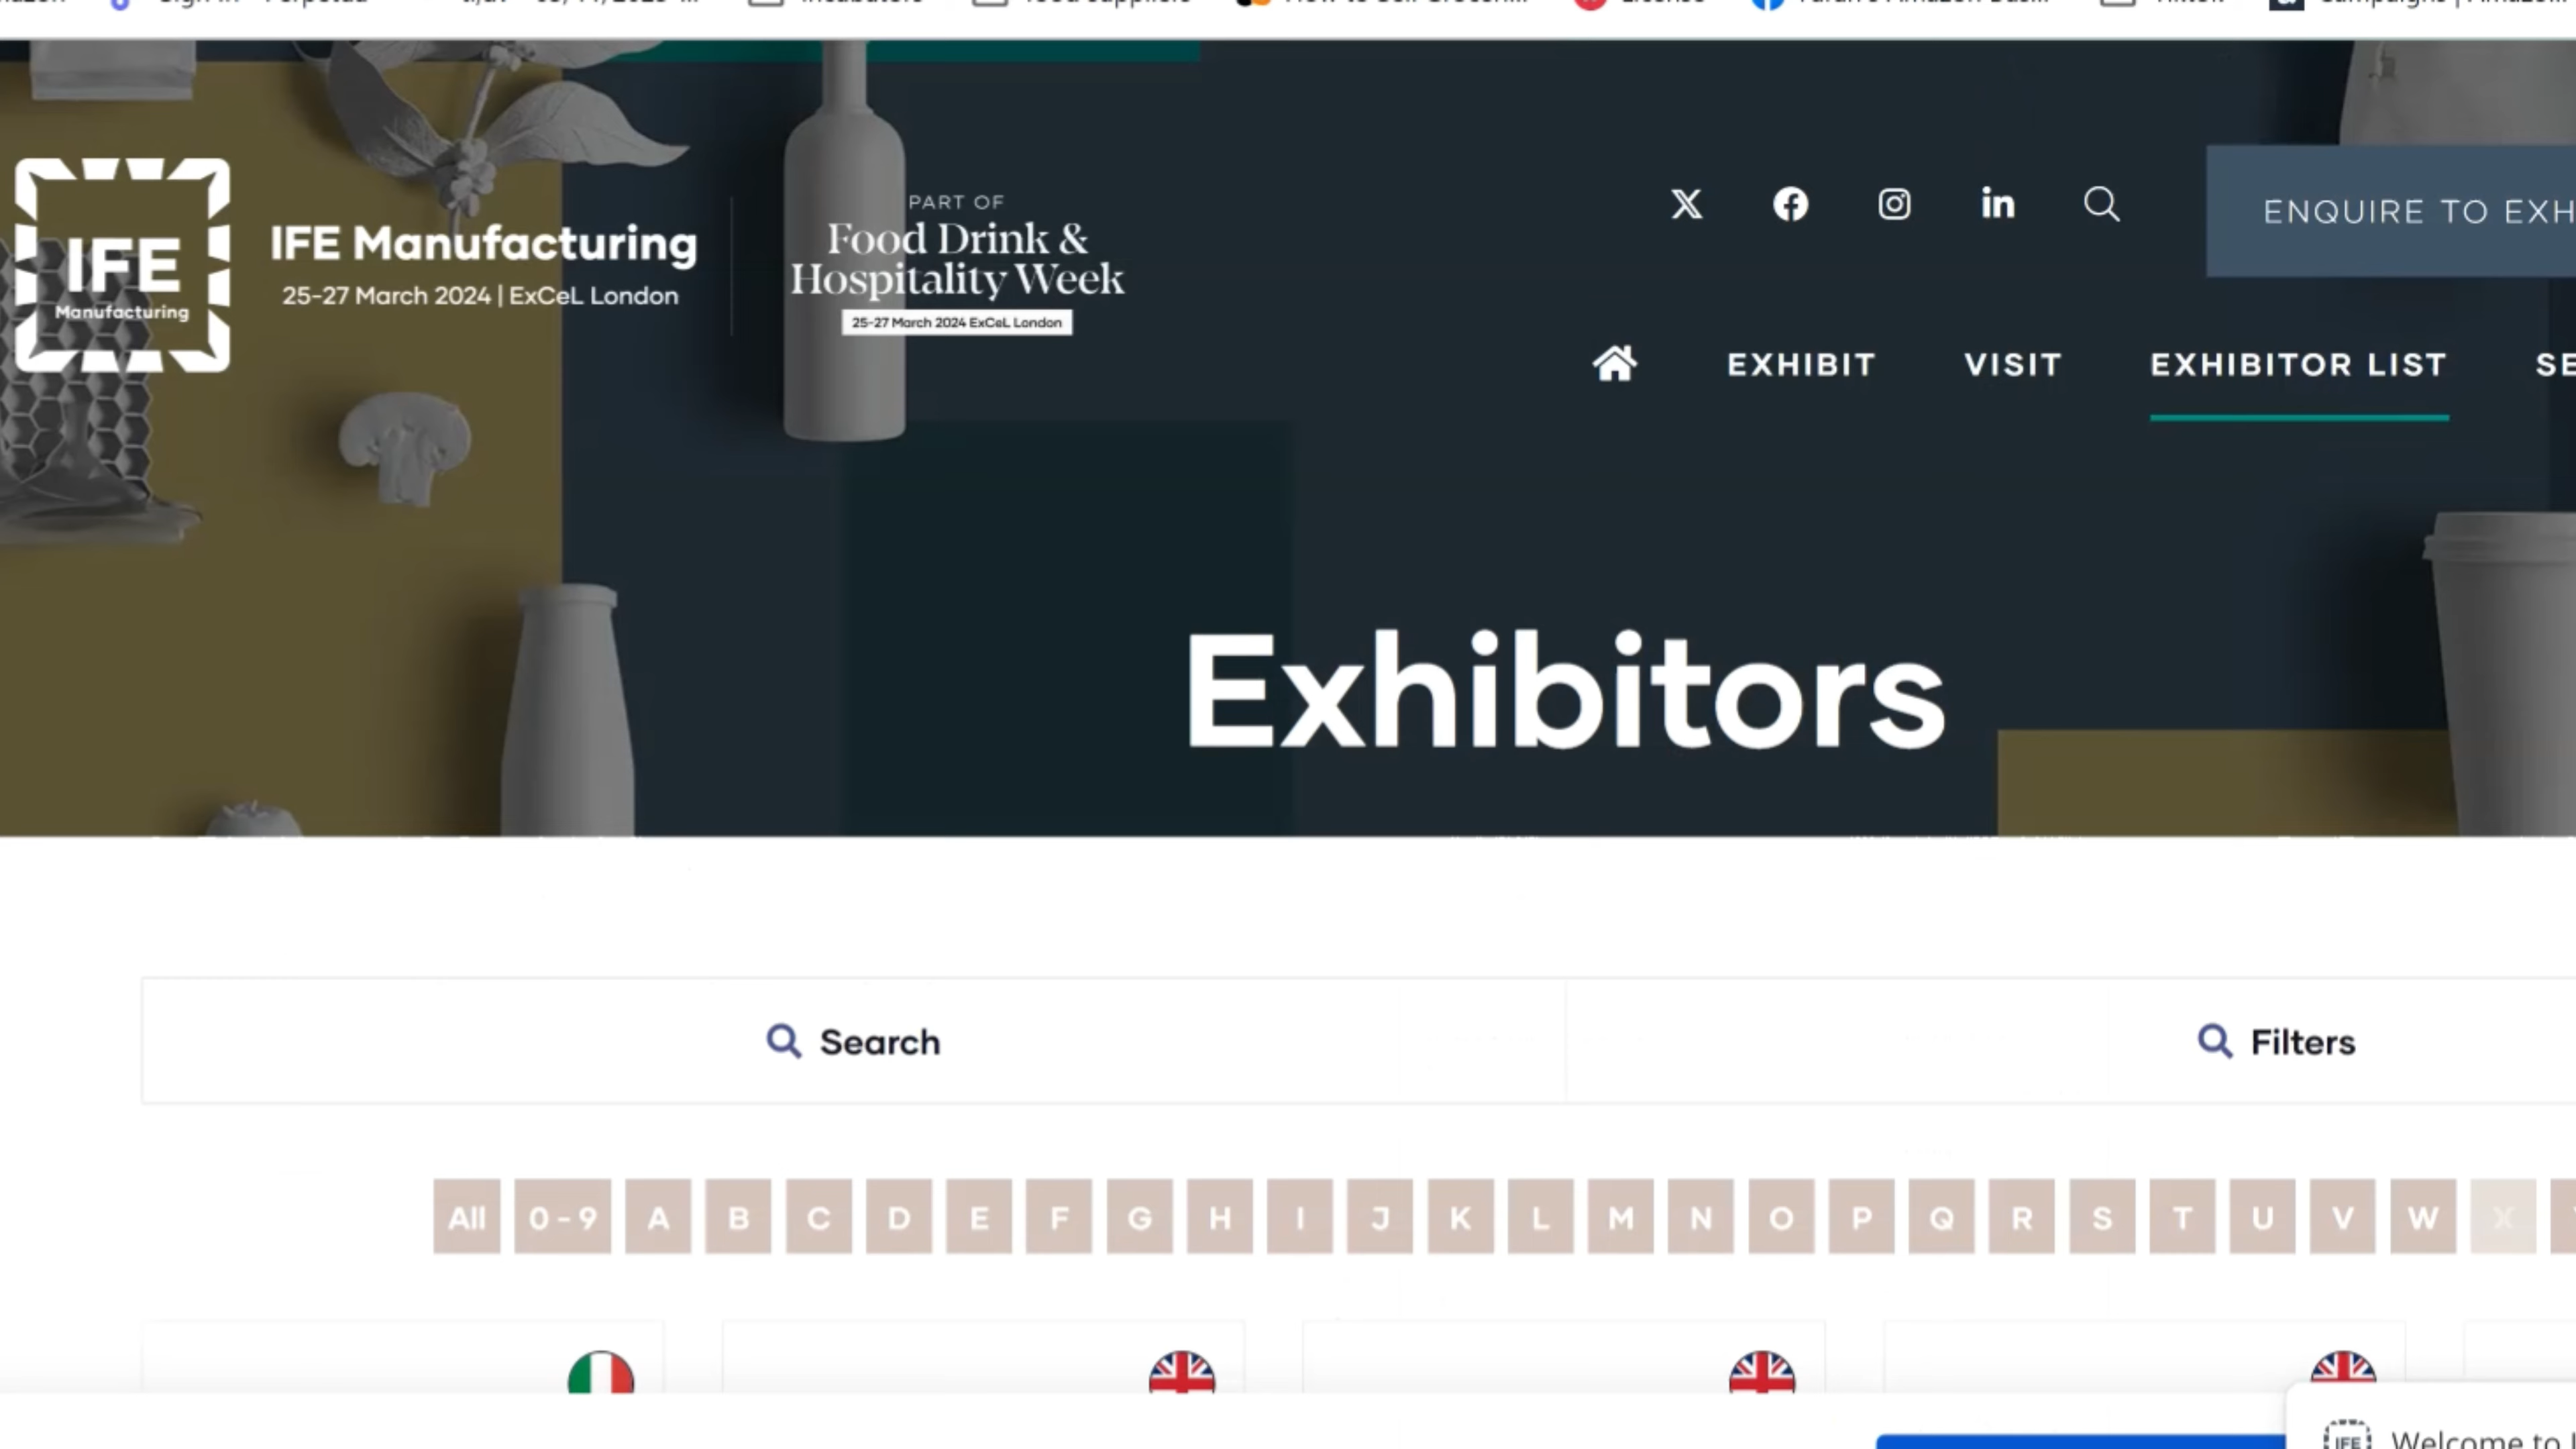 PART OF
Food Drink &
Hospitality Week
25-27 March 2024 ExCeL London
IFE
Manufacturing
IFE Manufacturing
25-27 March 2024 | ExCeL London
ENQUIRE TO EXH
EXHIBIT VISIT EXHIBITOR LIST SE
Exhibitors
Search Filters
All 0-9 A B C D E F G H I J K L M N O P Q R S T U V W X
IFE Welcome to